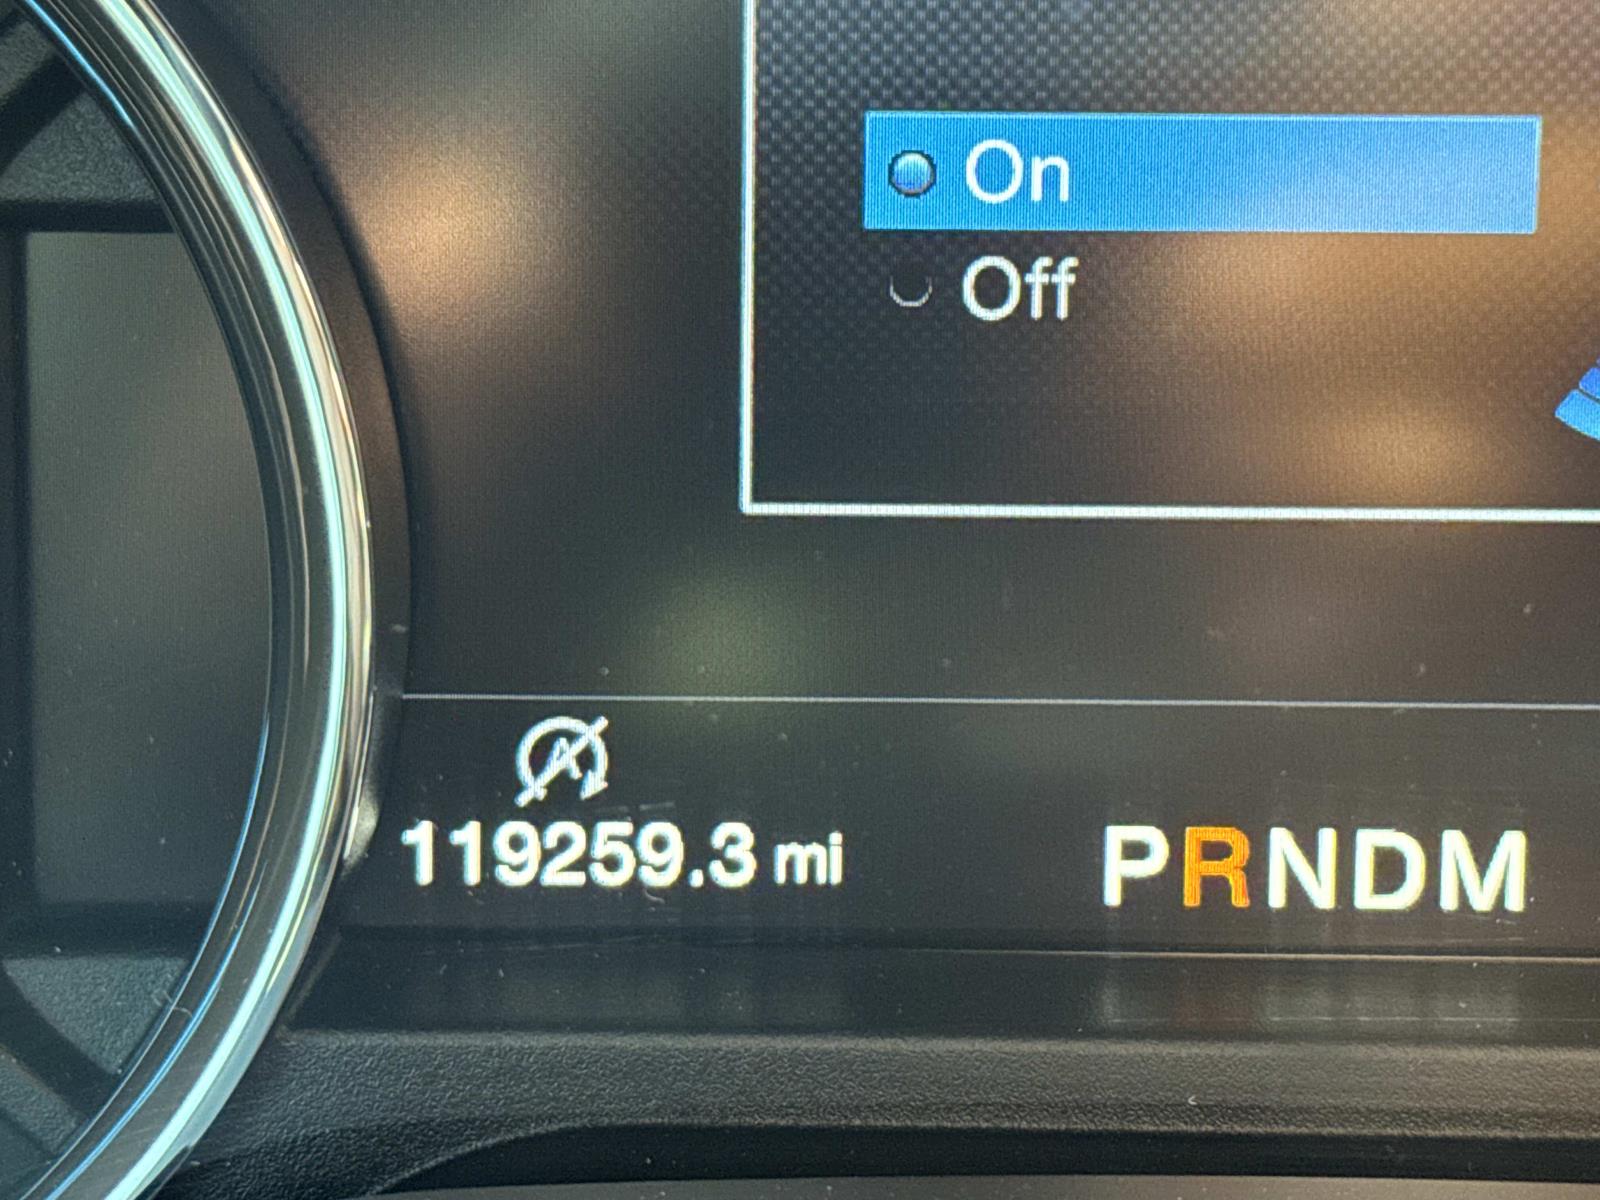 On
Off
A
119259.3 mi
PRNDM